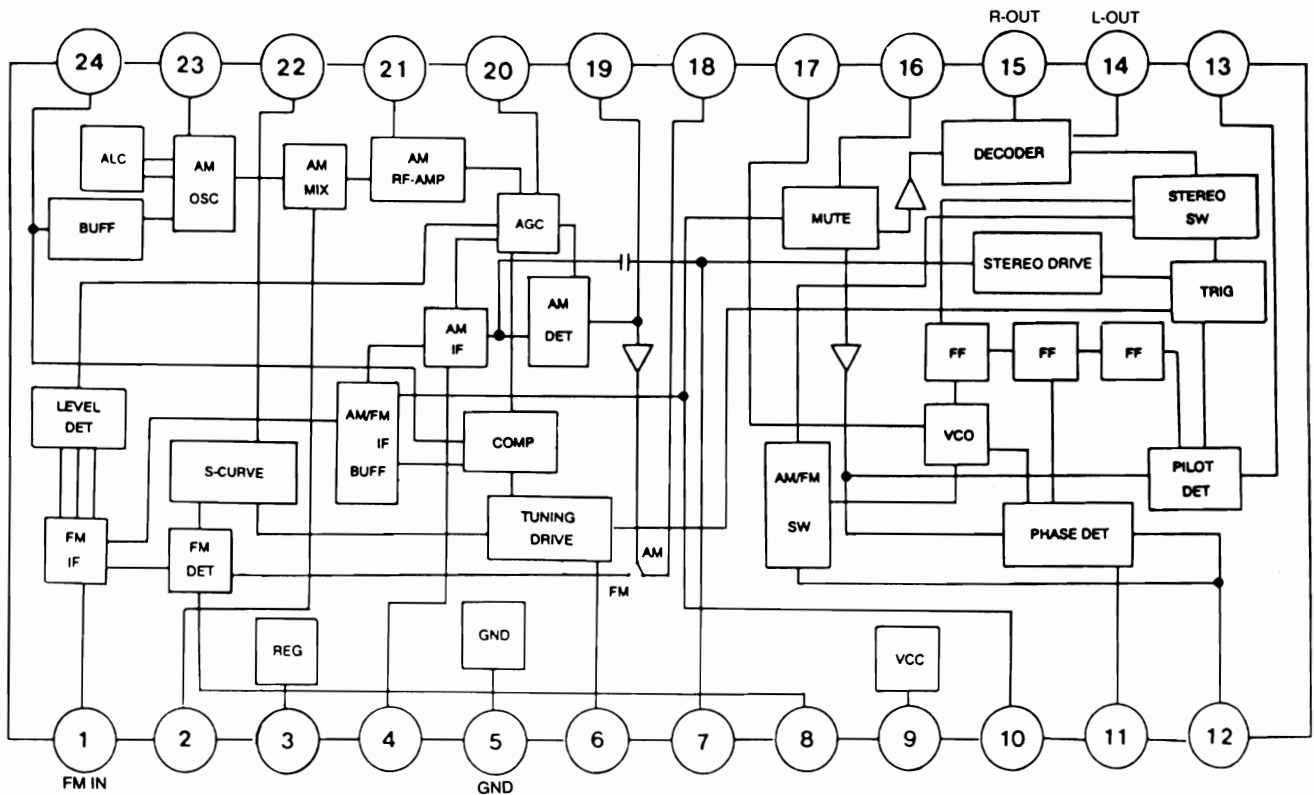 R-OUT
L-OUT
24
23
22
21
20
19
18
17
16
15
14
13
ALC
AM
OSC
AM
MIX
AM
RF-AMP
DECODER
BUFF
AGC
MUTE
STEREO
SW
STEREO DRIVE
TRIG
AM
IF
AM
DET
FF
FF
FF
LEVEL
DET
AM/FM
IF
BUFF
COMP
VCO
S-CURVE
AM/FM
SW
PILOT
DET
FM
IF
FM
DET
TUNING
DRIVE
PHASE DET
AM
FM
REG
GND
VCC
1
2
3
4
5
6
7
8
9
10
11
12
FM IN
GND